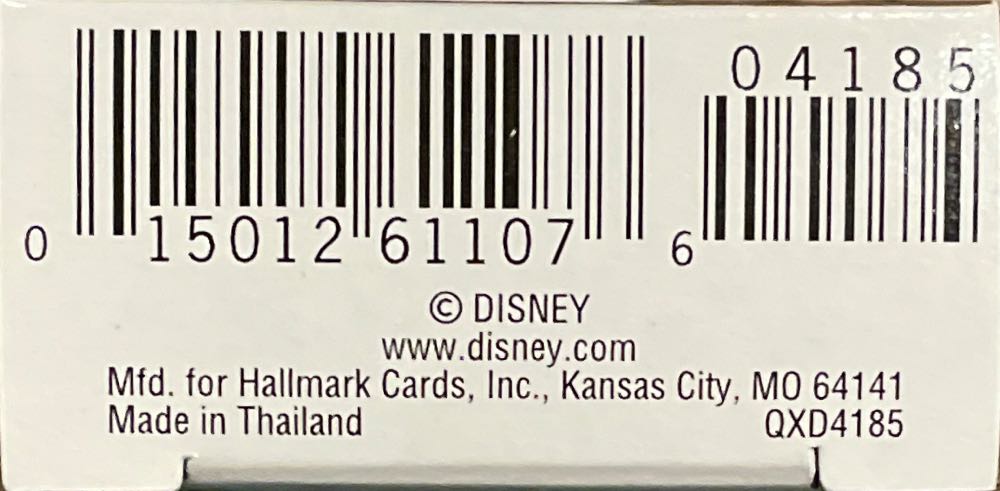 04185
0 15012 61107 6
© DISNEY
www.disney.com
Mfd. for Hallmark Cards, Inc., Kansas City, MO 64141
Made in Thailand QXD4185